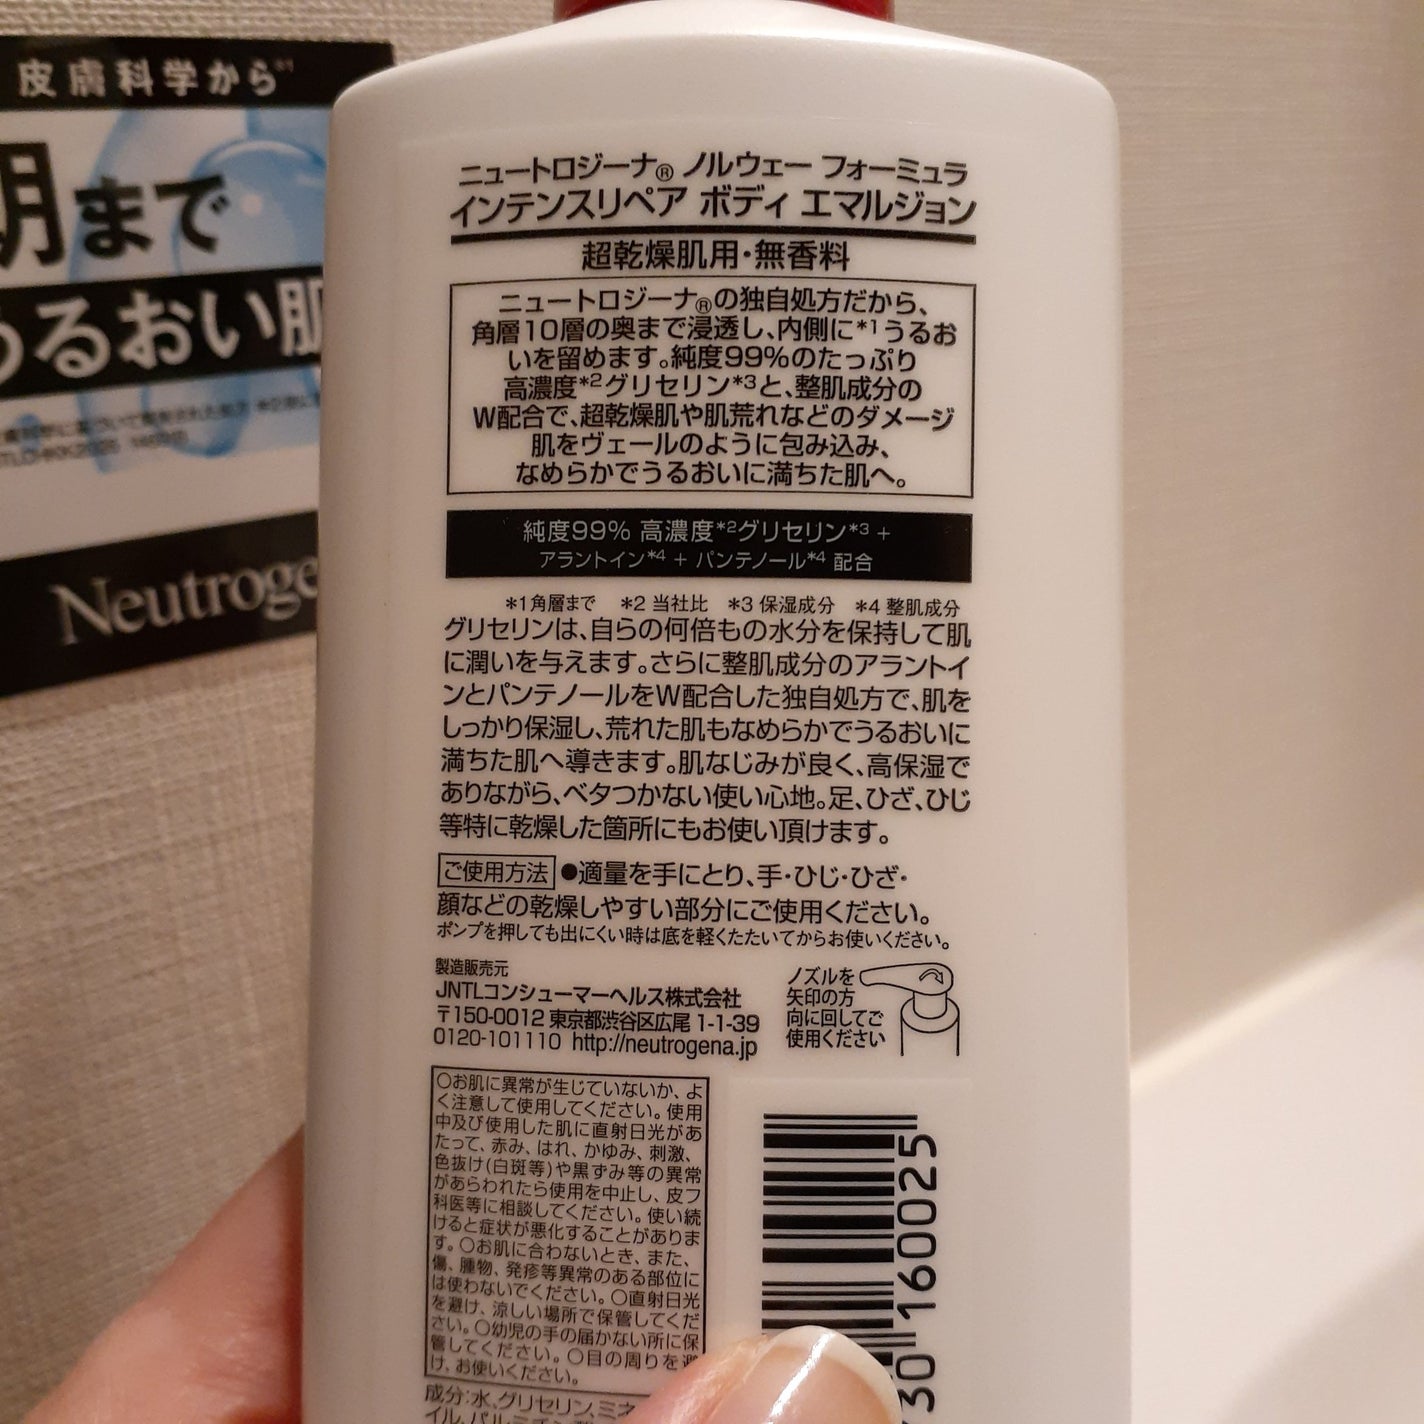 皮膚科学から*1
明まで
うるおい肌
Neutroge
ニュートロジーナ® ノルウェー フォーミュラ
インテンスリペア ボディ エマルジョン
超乾燥肌用・無香料
ニュートロジーナ®の独自処方だから、
角層10層の奥まで浸透し、内側に*1うるお
いを留めます。純度99%のたっぷり
高濃度*2グリセリン*3と、整肌成分の
W配合で、超乾燥肌や肌荒れなどのダメージ
肌をヴェールのように包み込み、
なめらかでうるおいに満ちた肌へ。
純度99% 高濃度*2グリセリン*3 +
アラントイン*4 + パンテノール*4 配合
*1角層まで *2 当社比 *3 保湿成分 *4 整肌成分
グリセリンは、自らの何倍もの水分を保持して肌
に潤いを与えます。さらに整肌成分のアラントイ
ンとパンテノールをW配合した独自処方で、肌を
しっかり保湿し、荒れた肌もなめらかでうるおいに
満ちた肌へ導きます。肌なじみが良く、高保湿で
ありながら、ベタつかない使い心地。足、ひざ、ひじ
等特に乾燥した箇所にもお使い頂けます。
ご使用方法 ●適量を手にとり、手・ひじ・ひざ・
顔などの乾燥しやすい部分にご使用ください。
ポンプを押しても出にくい時は底を軽くたたいてからお使いください。
製造販売元
JNTLコンシューマーヘルス株式会社
〒150-0012 東京都渋谷区広尾 1-1-39
0120-101110 http://neutrogena.jp
ノズルを
矢印の方
向に回してご
使用ください
○お肌に異常が生じていないか、よ
く注意して使用してください。使用
中及び使用した肌に直射日光があ
たって、赤み、はれ、かゆみ、刺激、
色抜け(白斑等)や黒ずみ等の異常
があらわれたら使用を中止し、皮フ
科医等に相談してください。使い続
けると症状が悪化することがありま
す。○お肌に合わないとき、また、
傷、腫物、発疹等異常のある部位に
は使わないでください。○直射日光
を避け、涼しい場所で保管してくだ
さい。○幼児の手の届かない所に保
管してください。○目の周りを避
け、お使いください。
成分:水、グリセリン、ミネ
イル、パルミチン酸
30 160025